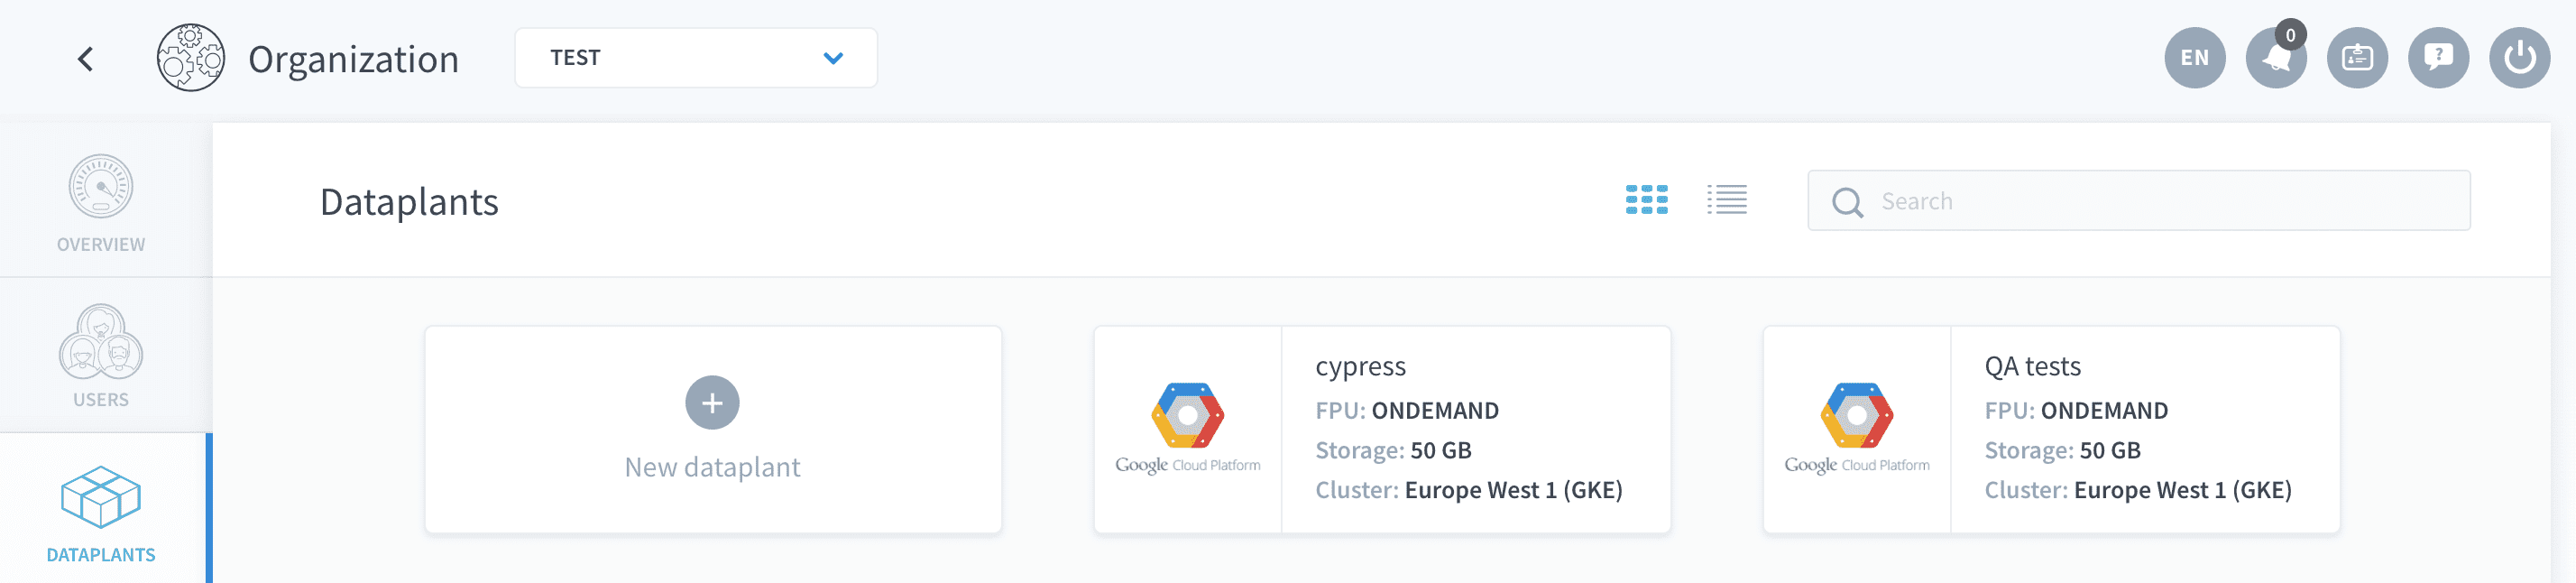 Organization
TEST
EN
0
?
OVERVIEW
USERS
DATAPLANTS
Dataplants
Search
New dataplant
Google Cloud Platform
cypress
FPU: ONDEMAND
Storage: 50 GB
Cluster: Europe West 1 (GKE)
Google Cloud Platform
QA tests
FPU: ONDEMAND
Storage: 50 GB
Cluster: Europe West 1 (GKE)